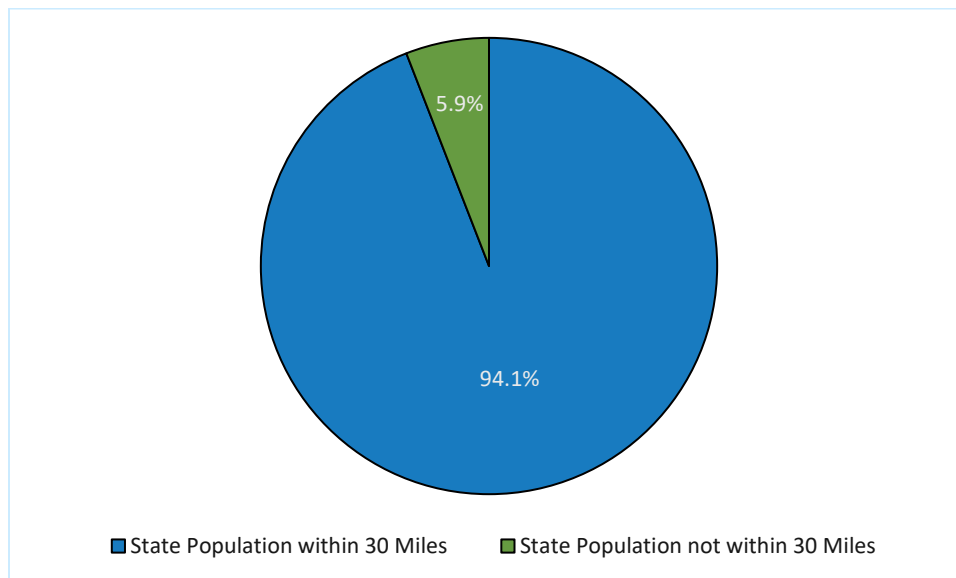 5.9%
94.1%
State Population within 30 Miles
State Population not within 30 Miles